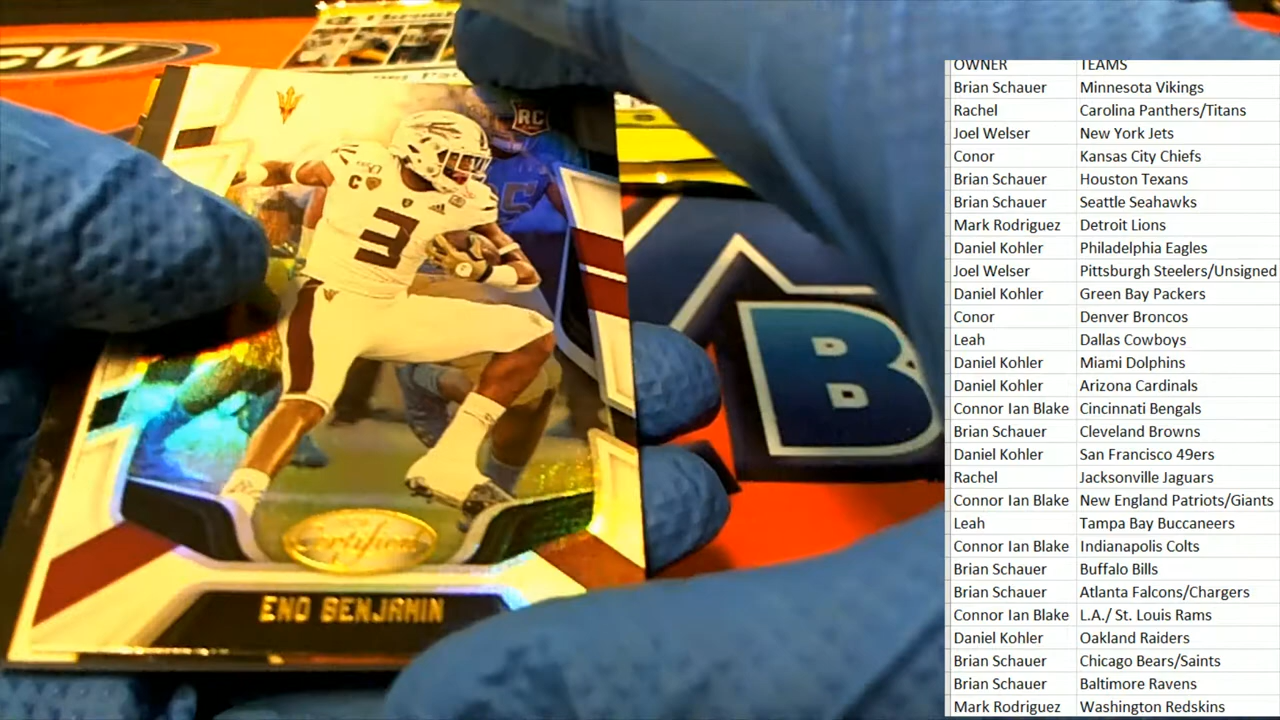 CW
RC
C
3
Certified
ENO BENJAMIN
B
OWNER TEAMS
Brian Schauer Minnesota Vikings
Rachel Carolina Panthers/Titans
Joel Welser New York Jets
Conor Kansas City Chiefs
Brian Schauer Houston Texans
Brian Schauer Seattle Seahawks
Mark Rodriguez Detroit Lions
Daniel Kohler Philadelphia Eagles
Joel Welser Pittsburgh Steelers/Unsigned
Daniel Kohler Green Bay Packers
Conor Denver Broncos
Leah Dallas Cowboys
Daniel Kohler Miami Dolphins
Daniel Kohler Arizona Cardinals
Connor Ian Blake Cincinnati Bengals
Brian Schauer Cleveland Browns
Daniel Kohler San Francisco 49ers
Rachel Jacksonville Jaguars
Connor Ian Blake New England Patriots/Giants
Leah Tampa Bay Buccaneers
Connor Ian Blake Indianapolis Colts
Brian Schauer Buffalo Bills
Brian Schauer Atlanta Falcons/Chargers
Connor Ian Blake L.A./ St. Louis Rams
Daniel Kohler Oakland Raiders
Brian Schauer Chicago Bears/Saints
Brian Schauer Baltimore Ravens
Mark Rodriguez Washington Redskins